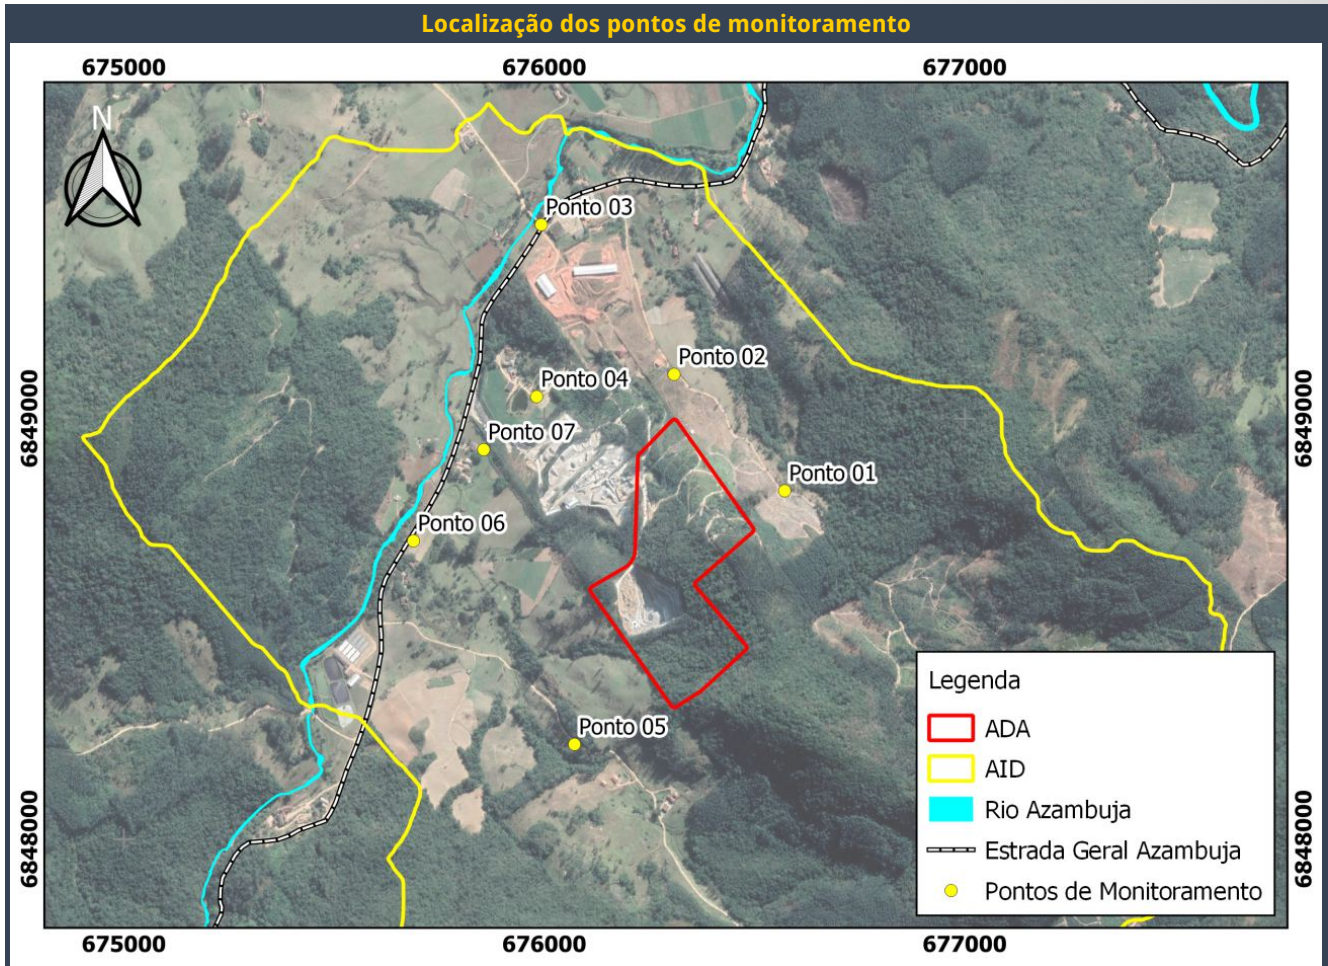 Localização dos pontos de monitoramento
675000
676000
677000
N
Ponto 03
Ponto 02
Ponto 04
Ponto 07
Ponto 01
Ponto 06
Ponto 05
6849000
6848000
6849000
6848000
Legenda
ADA
AID
Rio Azambuja
Estrada Geral Azambuja
Pontos de Monitoramento
675000
676000
677000